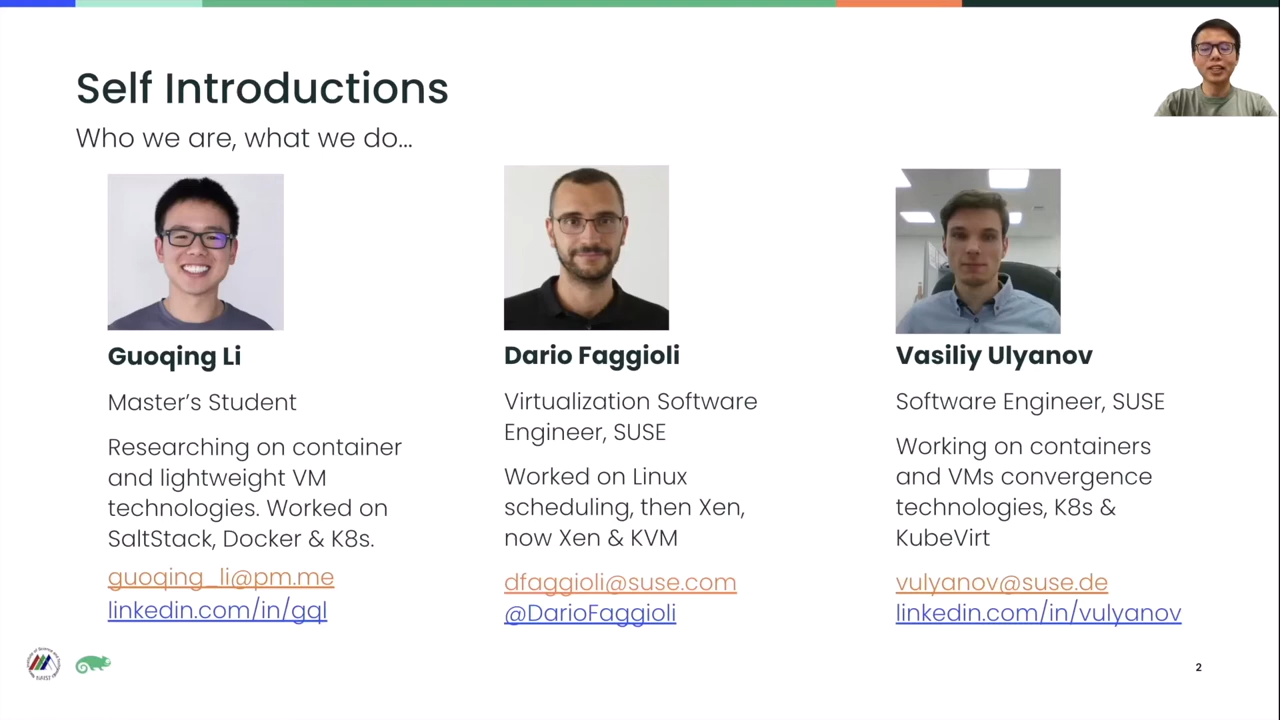 Self Introductions
Who we are, what we do...
Guoqing Li
Master's Student
Researching on container
and lightweight VM
technologies. Worked on
SaltStack, Docker & K8s.
guoqing_li@pm.me
linkedin.com/in/gql
Dario Faggioli
Virtualization Software
Engineer, SUSE
Worked on Linux
scheduling, then Xen,
now Xen & KVM
dfaggioli@suse.com
@DarioFaggioli
Vasiliy Ulyanov
Software Engineer, SUSE
Working on containers
and VMs convergence
technologies, K8s &
KubeVirt
vulyanov@suse.de
linkedin.com/in/vulyanov
2